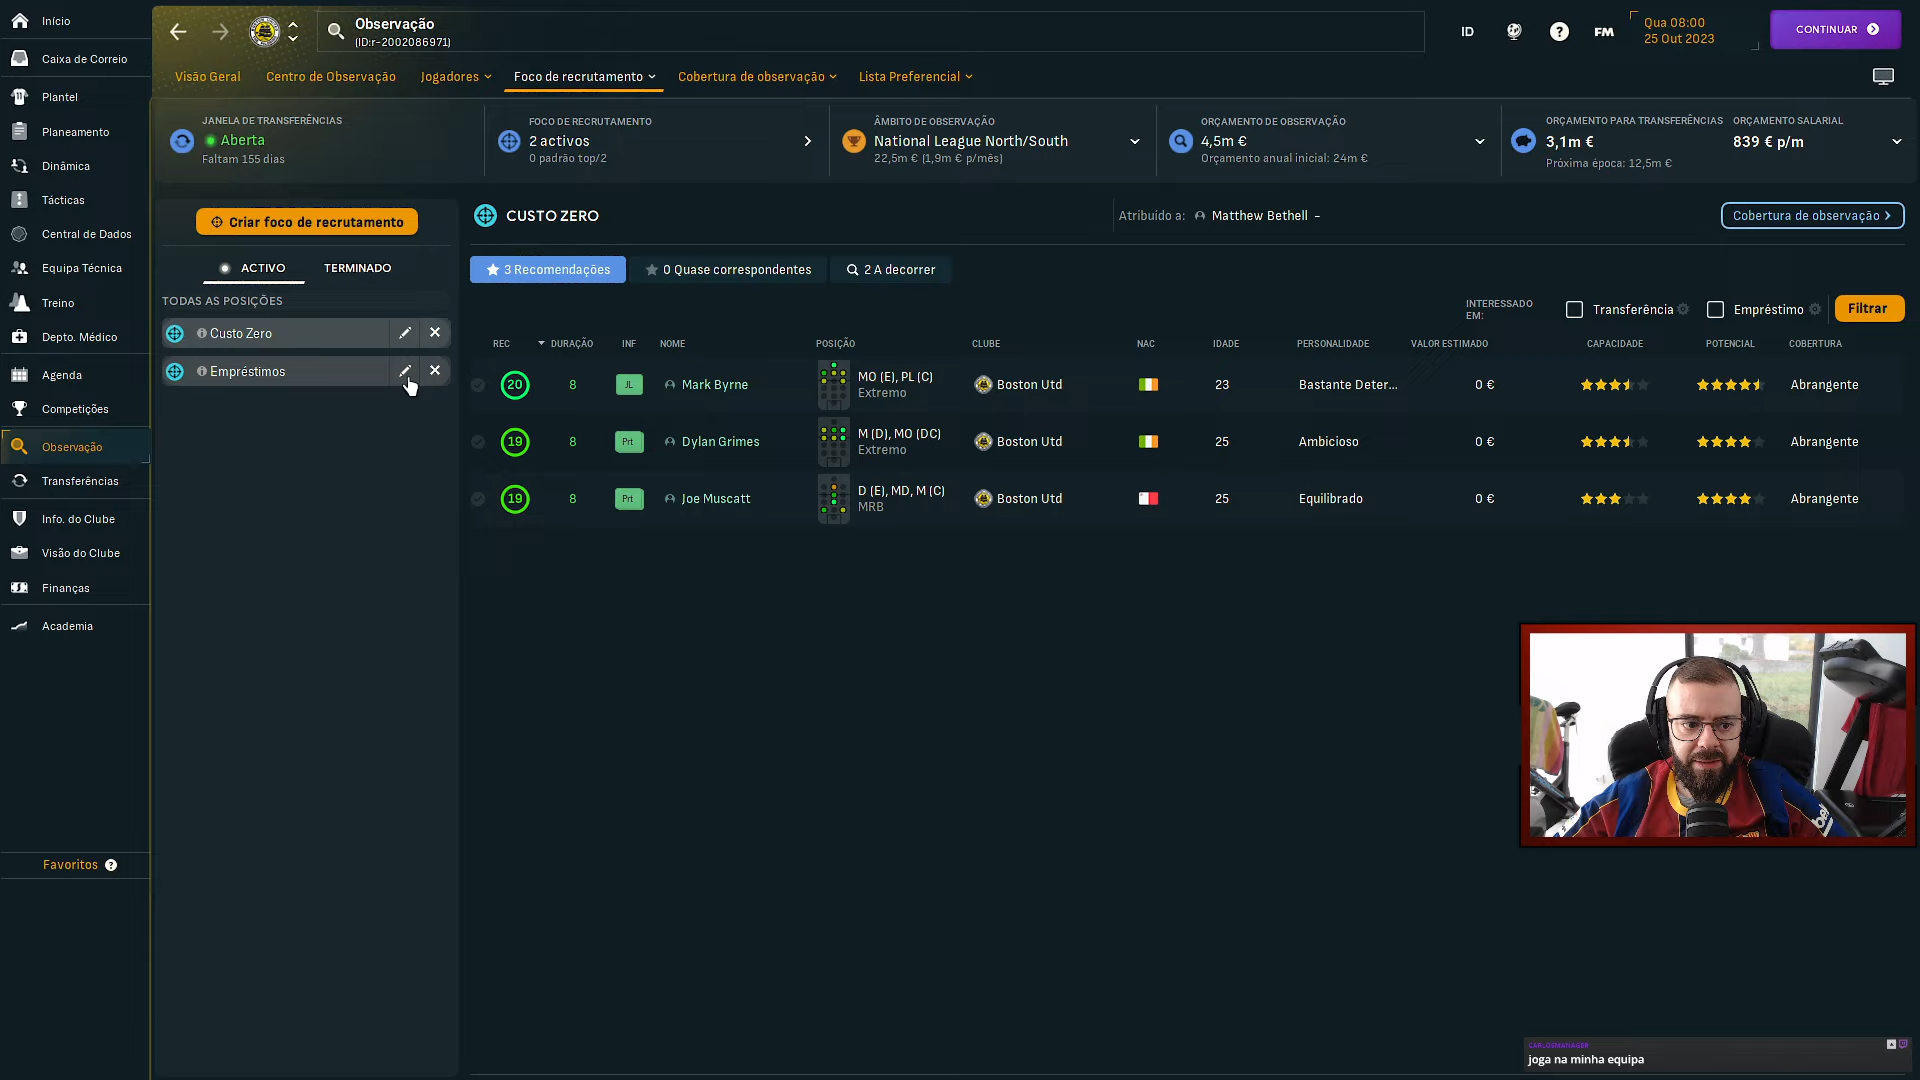 Início
Caixa de Correio
Plantel
Planeamento
Dinâmica
Tácticas
Central de Dados
Equipa Técnica
Treino
Depto. Médico
Agenda
Competições
Observação
Transferências
Info. do Clube
Visão do Clube
Finanças
Academia
Favoritos ?
Observação
(ID:r-2002086971)
ID
?
FM
Qua 08:00
25 Out 2023
CONTINUAR
Visão Geral
Centro de Observação
Jogadores
Foco de recrutamento
Cobertura de observação
Lista Preferencial
JANELA DE TRANSFERÊNCIAS
Aberta
Faltam 155 dias
FOCO DE RECRUTAMENTO
2 activos
0 padrão top/2
ÂMBITO DE OBSERVAÇÃO
National League North/South
22,5m € (1,9m € p/mês)
ORÇAMENTO DE OBSERVAÇÃO
4,5m €
Orçamento anual inicial: 24m €
ORÇAMENTO PARA TRANSFERÊNCIAS
3,1m €
Próxima época: 12,5m €
ORÇAMENTO SALARIAL
839 € p/m
Criar foco de recrutamento
ACTIVO
TERMINADO
TODAS AS POSIÇÕES
Custo Zero
Empréstimos
CUSTO ZERO
Atribuído a: Matthew Bethell -
Cobertura de observação
3 Recomendações
0 Quase correspondentes
2 A decorrer
INTERESSADO EM:
Transferência
Empréstimo
Filtrar
REC DURAÇÃO INF NOME POSIÇÃO CLUBE NAC IDADE PERSONALIDADE VALOR ESTIMADO CAPACIDADE POTENCIAL COBERTURA
20 8 JL Mark Byrne MO (E), PL (C) Boston Utd 23 Bastante Deter... 0 € Abrangente
Extremo
19 8 Prt Dylan Grimes M (D), MO (DC) Boston Utd 25 Ambicioso 0 € Abrangente
Extremo
19 8 Prt Joe Muscatt D (E), MD, M (C) Boston Utd 25 Equilibrado 0 € Abrangente
MRB
CARLOSMANAGER
joga na minha equipa